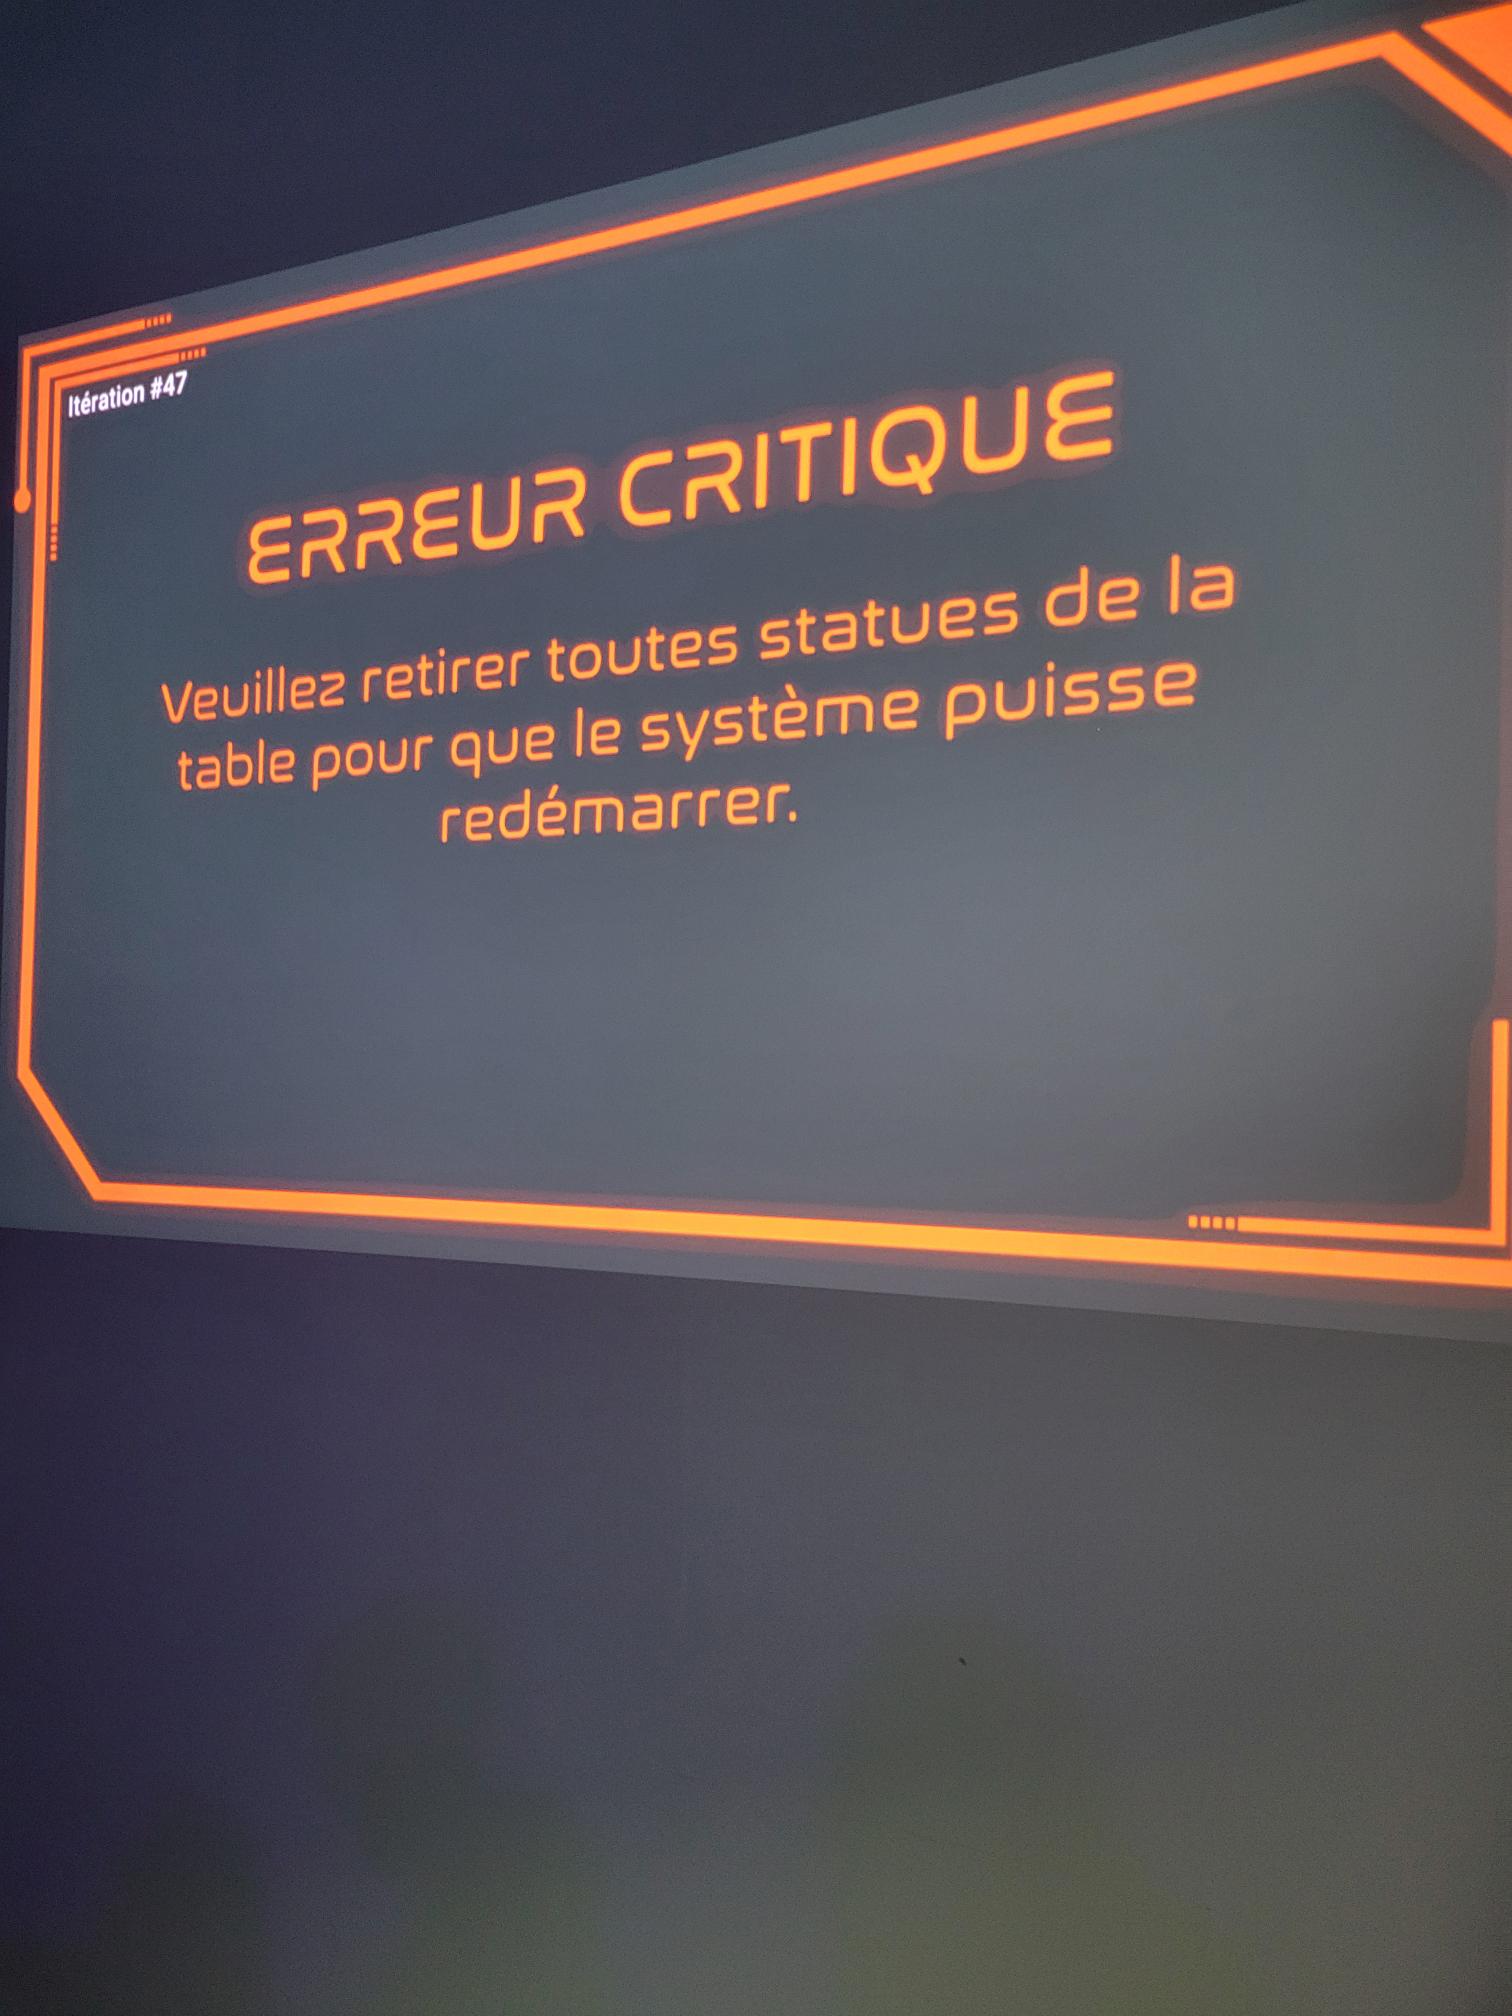 Itération #47
ERREUR CRITIQUE
Veuillez retirer toutes statues de la
table pour que le système puisse
redémarrer.